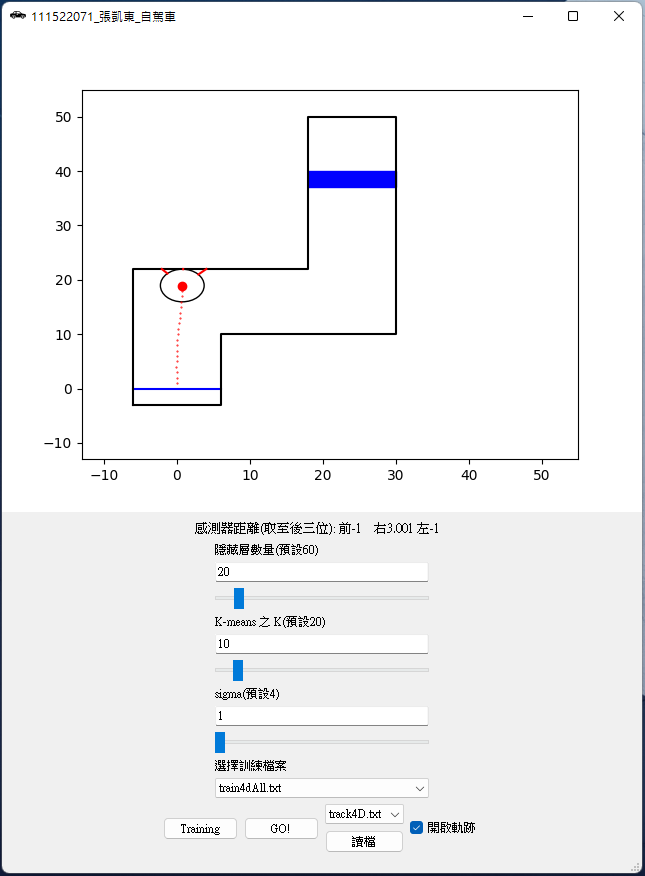 111522071_張凱東_自駕車
50
40
30
20
10
0
−10
−10 0 10 20 30 40 50
感測器距離(取至後三位): 前-1 右3.001 左-1
隱藏層數量(預設60)
20
K-means 之 K(預設20)
10
sigma(預設4)
1
選擇訓練檔案
train4dAll.txt
track4D.txt
Training GO! 讀檔 開啟軌跡